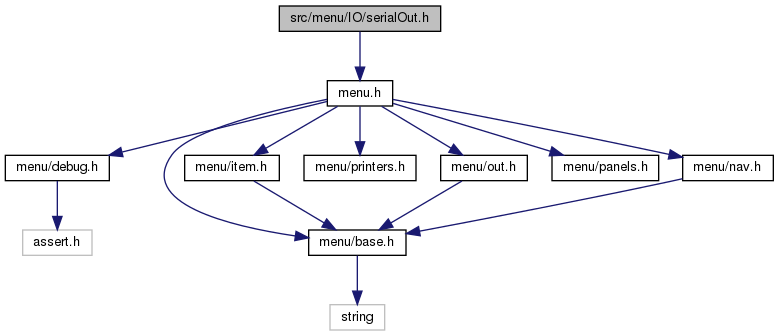 src/menu/IO/serialOut.h
menu.h
menu/debug.h
menu/item.h
menu/printers.h
menu/out.h
menu/panels.h
menu/nav.h
assert.h
menu/base.h
string